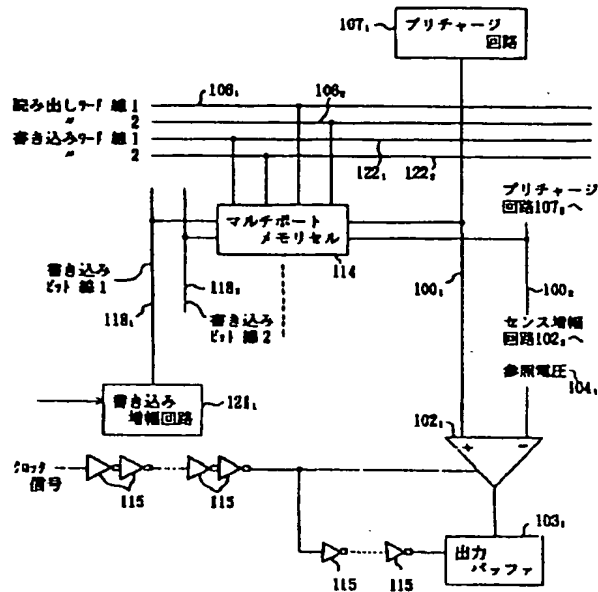 107₁
プリチャージ
回路
読み出しワード線1
〃 2
書き込みワード線1
〃 2
106₁
106₂
122₁
122₂
プリチャージ
回路107₂へ
マルチポート
メモリセル
114
書き込み
ビット線1
118₁
118₂
書き込み
ビット線2
100₁
100₂
センス増幅
回路102₂へ
参照電圧
104₁
書き込み
増幅回路
121₁
102₁
+
-
クロック
信号
115
115
115
115
103₁
出力
バッファ